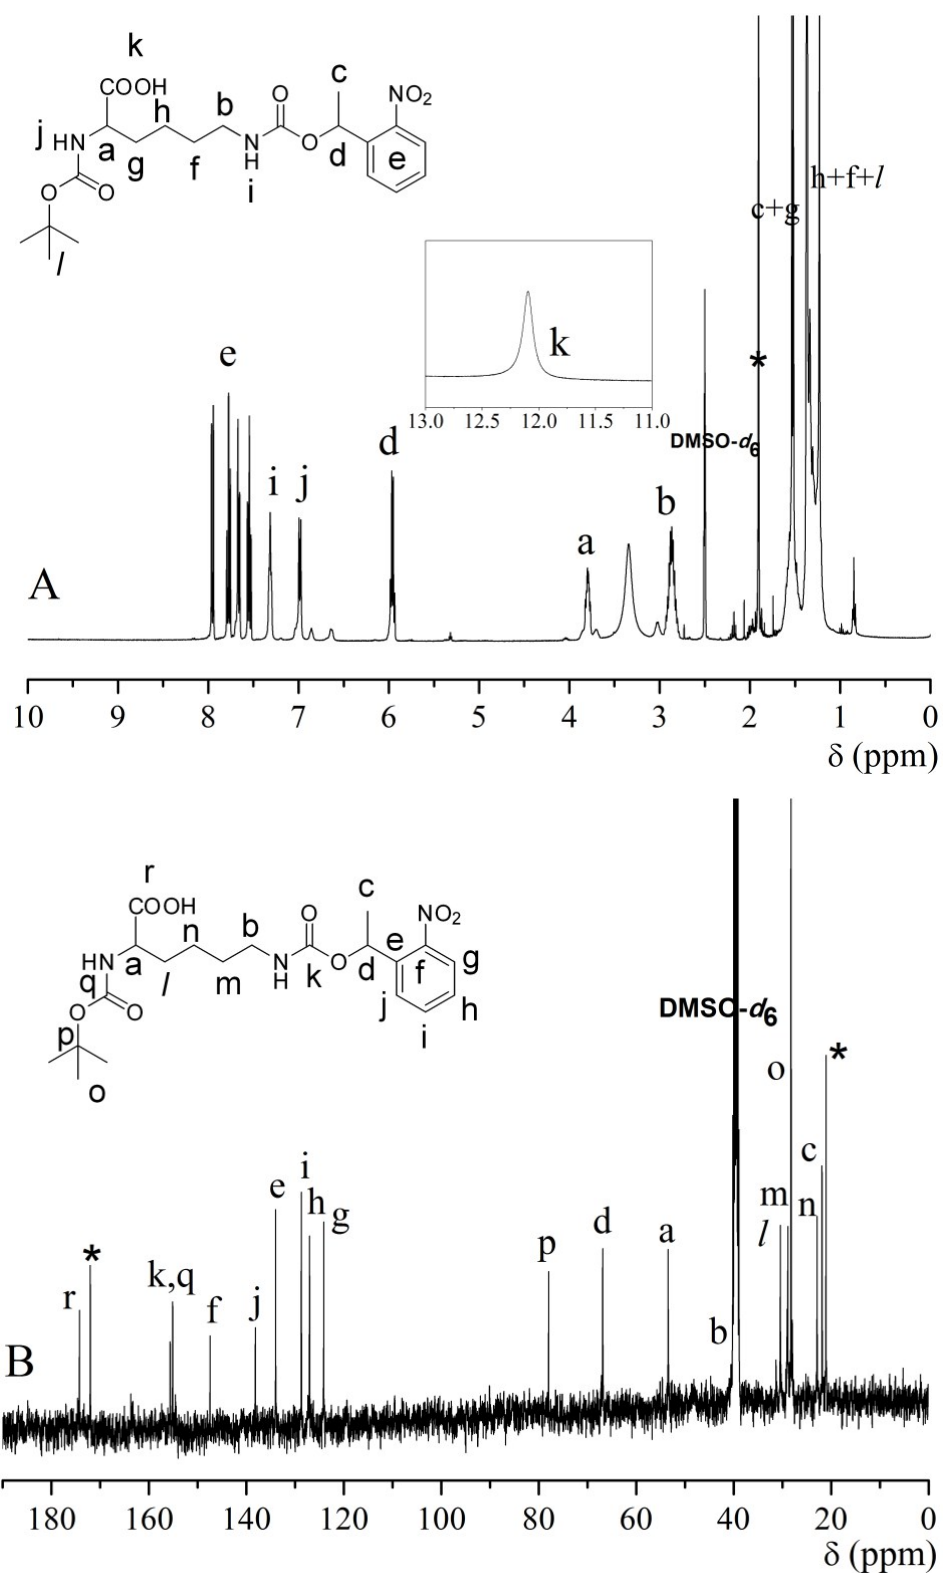 k
COOH
c
O
NO₂
h
b
j
HN
a
g
f
N
H
i
O
d
e
O
O
l
h+f+l
c+g
k
13.0 12.5 12.0 11.5 11.0
e
*
d
DMSO-d6
i j
b
a
A
10 9 8 7 6 5 4 3 2 1 0
δ (ppm)
r
COOH
c
O
NO₂
n
b
e
HN
q
a
l
m
N
H
k
O
d
f
g
j
h
i
O
O
p
o
DMSO-d6
*
o
c
i
e
h
g
m
n
*
k,q
r
f
j
p
d
a
l
b
B
180 160 140 120 100 80 60 40 20 0
δ (ppm)